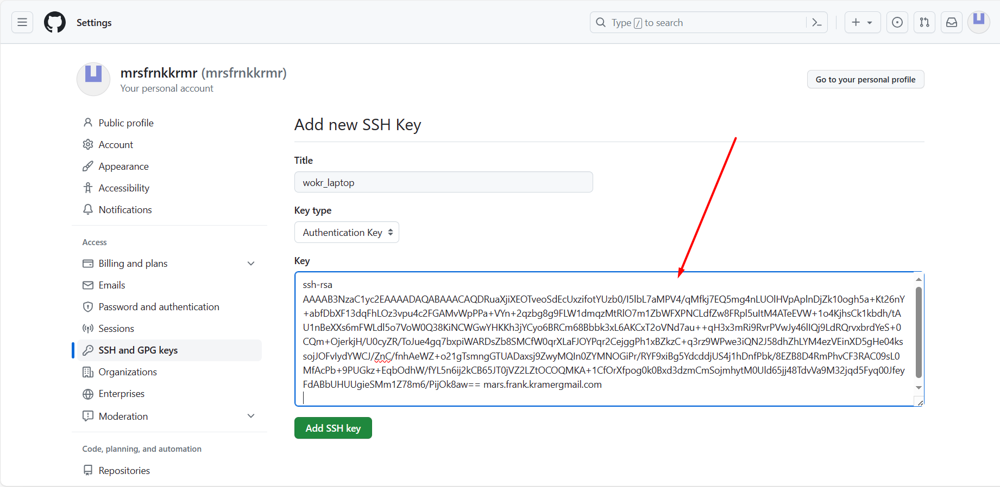 Settings
Type / to search
mrsfrnkkrmr (mrsfrnkkrmr)
Your personal account
Go to your personal profile
Public profile
Account
Appearance
Accessibility
Notifications
Access
Billing and plans
Emails
Password and authentication
Sessions
SSH and GPG keys
Organizations
Enterprises
Moderation
Code, planning, and automation
Repositories
Add new SSH Key
Title
wokr_laptop
Key type
Authentication Key
Key
ssh-rsa
AAAAB3NzaC1yc2EAAAADAQABAAACAQDRuaXjiXEOTveoSdEcUxzifotYUzb0/I5lbL7aMPV4/qMfkj7EQ5mg4nLUOlHVpAplnDjZk10ogh5a+Kt26nY
+abfDbXF13dqFhLOz3vpu4c2FGAMvWpPPa+VYn+2qzbg8g9FLW1dmqzMtRlO7m1ZbWFXPNCLdfZw8FRpl5uItM4ATeEVW+1o4KjhsCk1kbdh/tA
U1nBeXXs6mFWLdl5o7VoW0Q38KiNCWGwYHKKh3jYCyo6BRCm68Bbbk3xL6AKCxT2oVNd7au++qH3x3mRi9RvrPVwJy46lIQj9LdRQrvxbrdYeS+0
CQm+OjerkjH/U0cyZR/ToJue4gq7bxpiWARDsZb8SMCfW0qrXLaFJOYPqr2CejggPh1xBZkzC+q3rz9WPwe3iQN2J58dhZhLYM4ezVEinXD5gHe04ks
sojJOFvIydYWCJ/ZnC/fnhAeWZ+o21gTsmngGTUADaxsj9ZwyMQIn0ZYMNOGiPr/RYF9xiBg5YdcddjUS4j1hDnfPbk/8EZB8D4RmPhvCF3RAC09sL0
MfAcPb+9PUGkz+EqbOdhW/fYL5n6ij2kCB65JT0jVZ2LZtOCOQMKA+1CfOrXfpog0k0Bxd3dzmCmSojmhytM0Uld65jj48TdvVa9M32jqd5Fyq00Jfey
FdABbUHUUgieSMm1Z78m6/PijOk8aw== mars.frank.kramergmail.com
Add SSH key